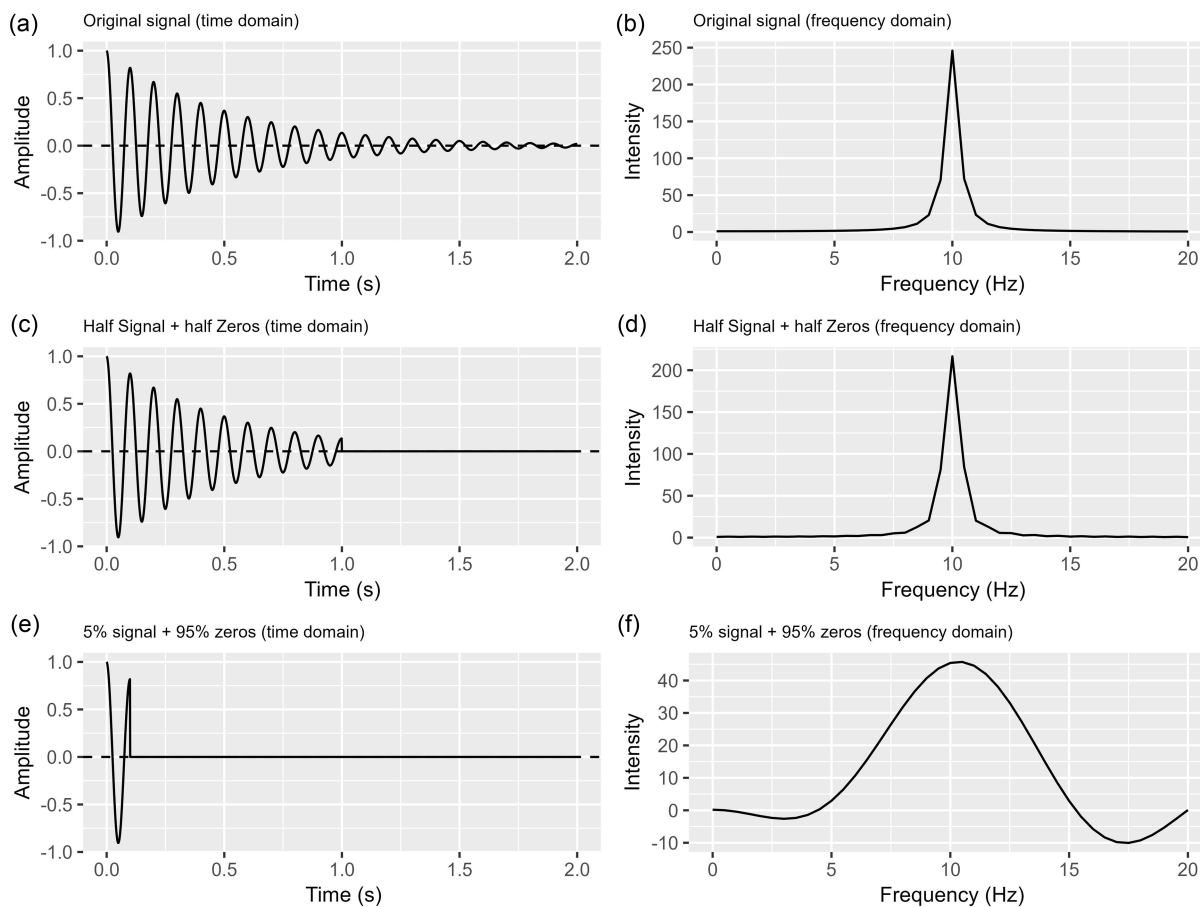 (a)
Original signal (time domain)
1.0
0.5
0.0
-0.5
-1.0
Amplitude
0.0 0.5 1.0 1.5 2.0
Time (s)
(b)
Original signal (frequency domain)
250
200
150
100
50
0
Intensity
0 5 10 15 20
Frequency (Hz)
(c)
Half Signal + half Zeros (time domain)
1.0
0.5
0.0
-0.5
-1.0
Amplitude
0.0 0.5 1.0 1.5 2.0
Time (s)
(d)
Half Signal + half Zeros (frequency domain)
200
150
100
50
0
Intensity
0 5 10 15 20
Frequency (Hz)
(e)
5% signal + 95% zeros (time domain)
1.0
0.5
0.0
-0.5
-1.0
Amplitude
0.0 0.5 1.0 1.5 2.0
Time (s)
(f)
5% signal + 95% zeros (frequency domain)
40
30
20
10
0
-10
Intensity
0 5 10 15 20
Frequency (Hz)